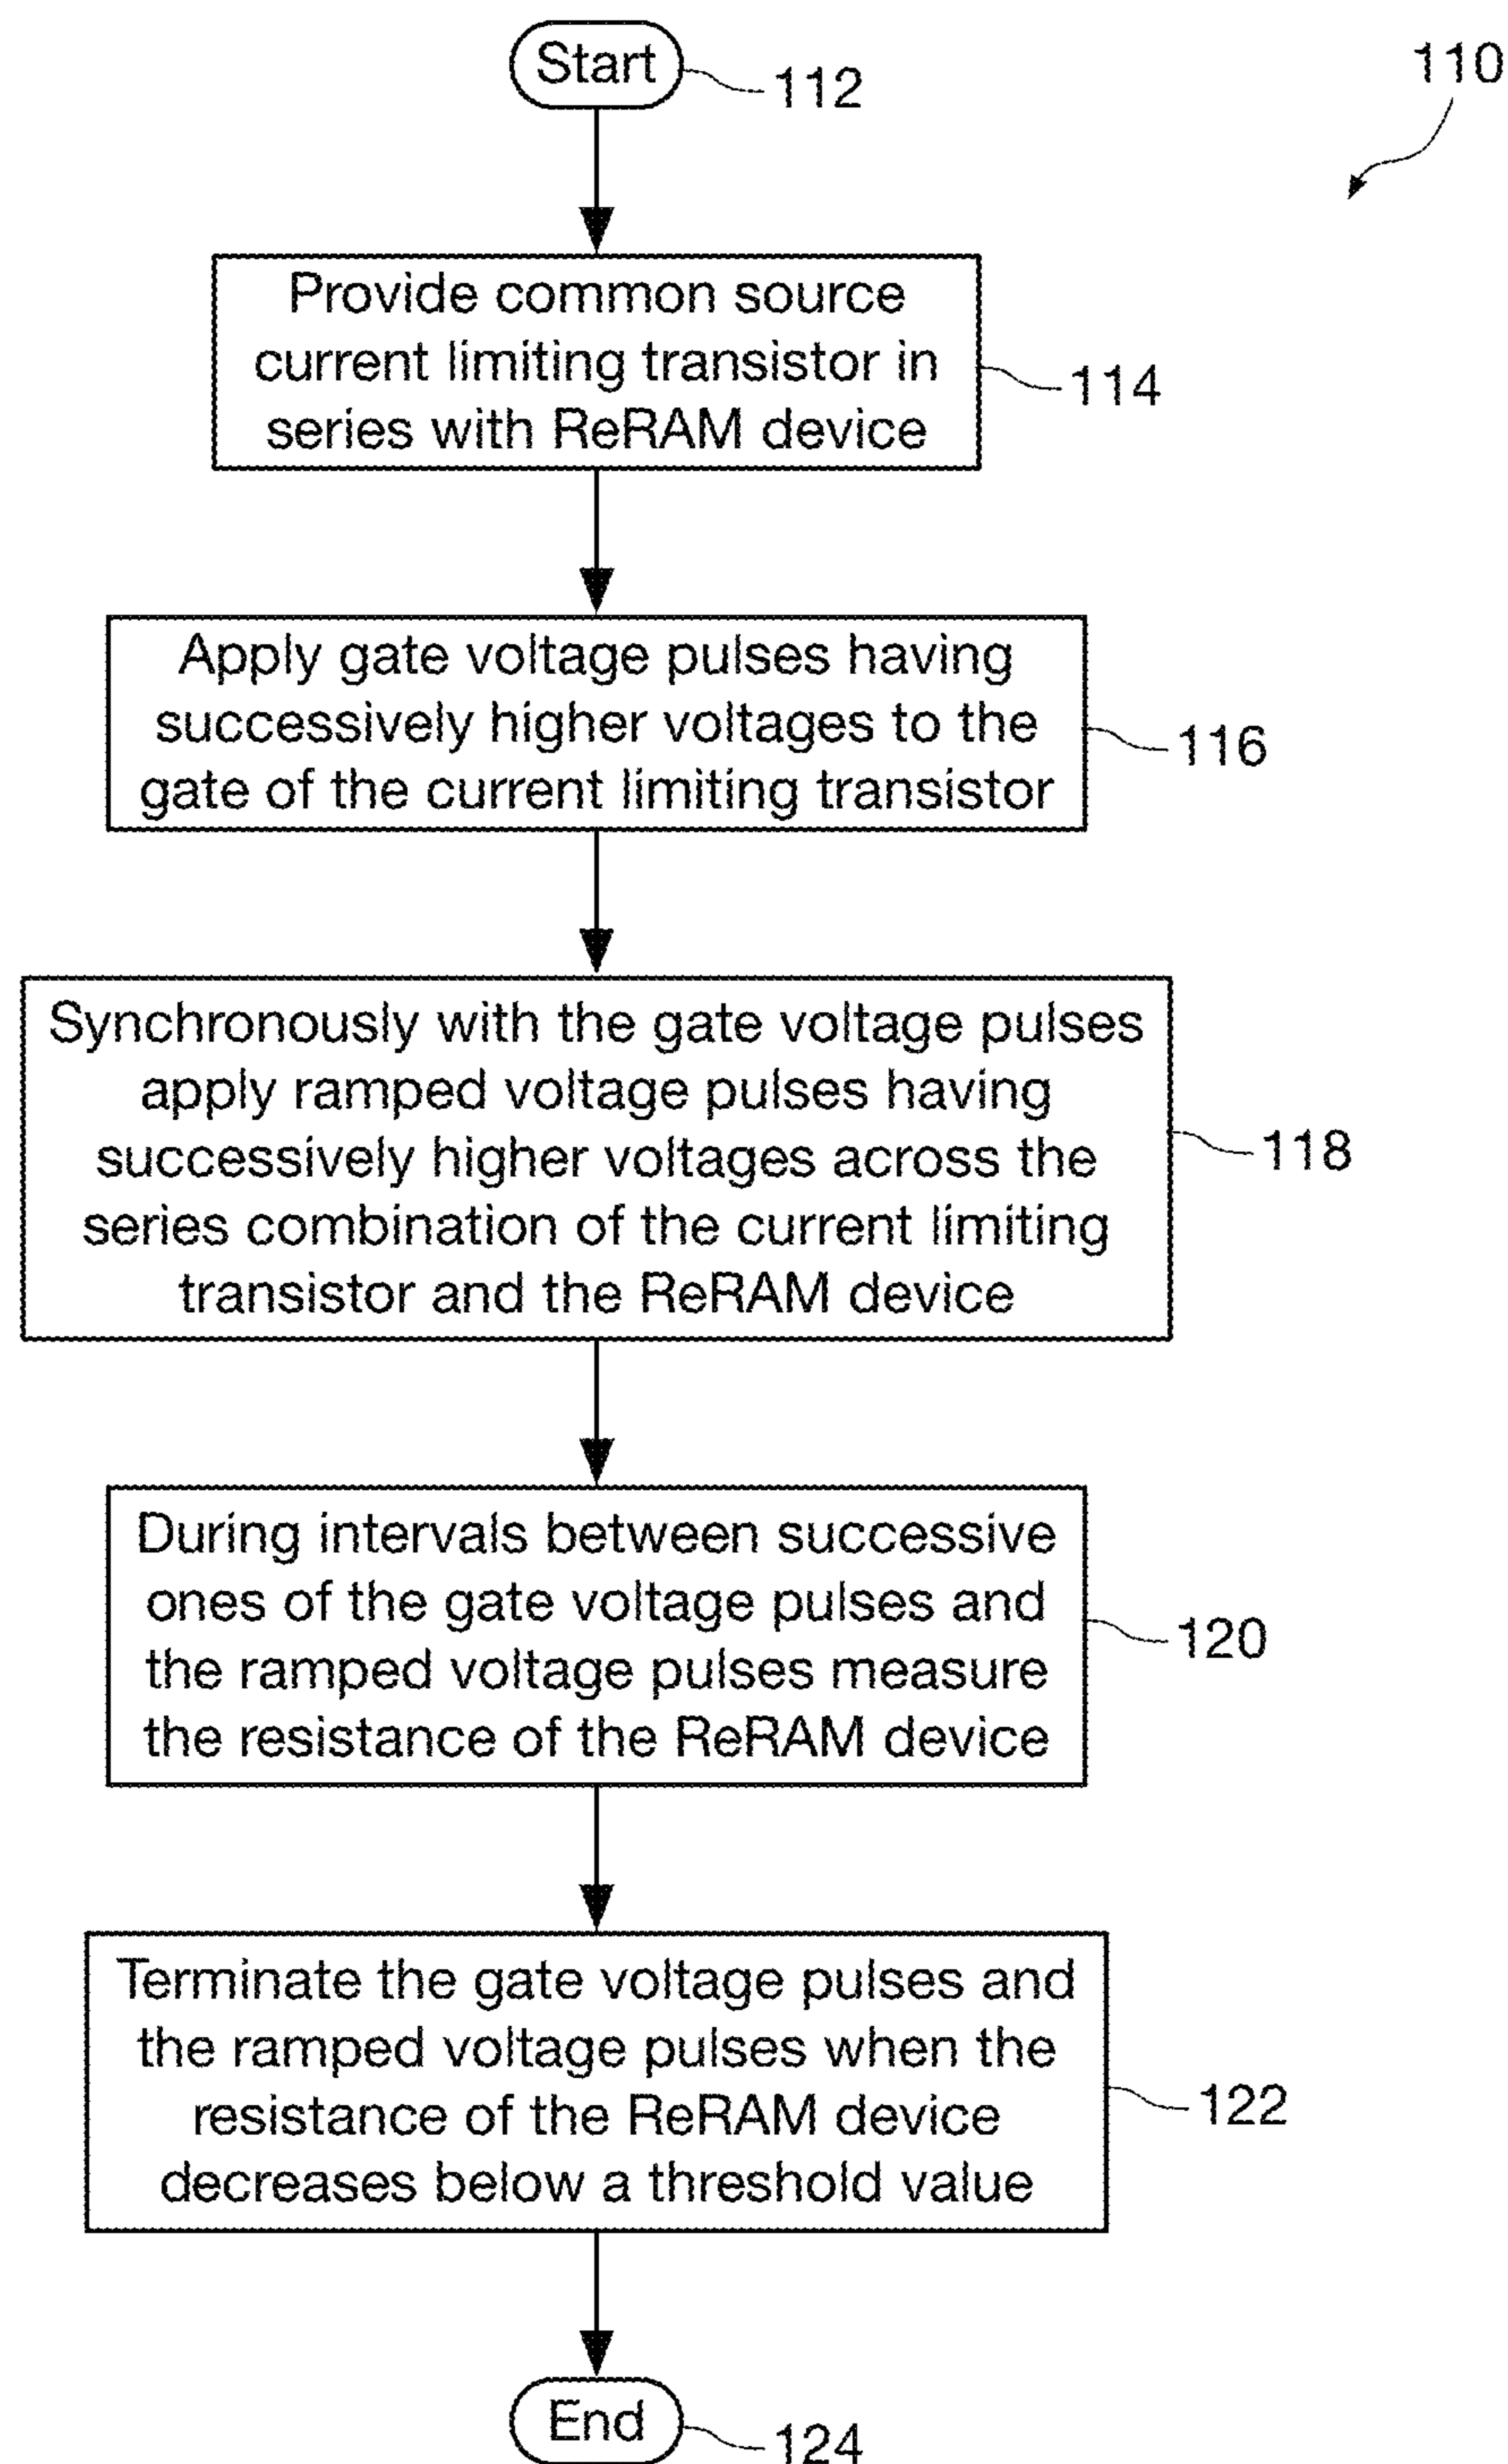 Start
112
110
Provide common source
current limiting transistor in
series with ReRAM device
114
Apply gate voltage pulses having
successively higher voltages to the
gate of the current limiting transistor
116
Synchronously with the gate voltage pulses
apply ramped voltage pulses having
successively higher voltages across the
series combination of the current limiting
transistor and the ReRAM device
118
During intervals between successive
ones of the gate voltage pulses and
the ramped voltage pulses measure
the resistance of the ReRAM device
120
Terminate the gate voltage pulses and
the ramped voltage pulses when the
resistance of the ReRAM device
decreases below a threshold value
122
End
124